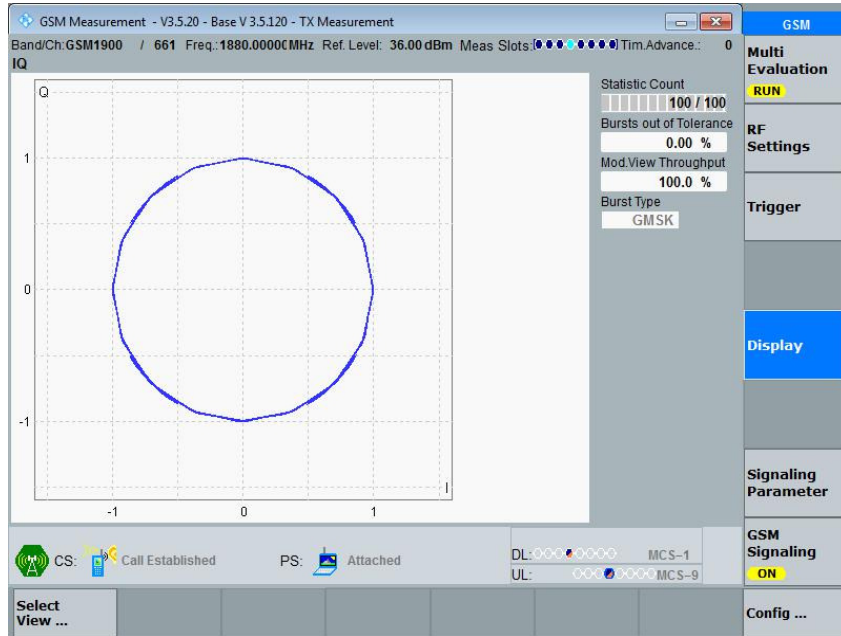 GSM Measurement - V3.5.20 - Base V 3.5.120 - TX Measurement
GSM
Band/Ch: GSM1900 / 661 Freq.: 1880.0000 MHz Ref. Level: 36.00 dBm Meas Slots: Tim.Advance.: 0
IQ
Multi
Evaluation
RUN
Q
Statistic Count
100 / 100
Bursts out of Tolerance
0.00 %
Mod.View Throughput
100.0 %
Burst Type
GMSK
RF
Settings
Trigger
1
0
-1
I
-1 0 1
Display
Signaling
Parameter
GSM
Signaling
ON
CS: Call Established PS: Attached
DL: MCS-1
UL: MCS-9
Select
View ...
Config ...